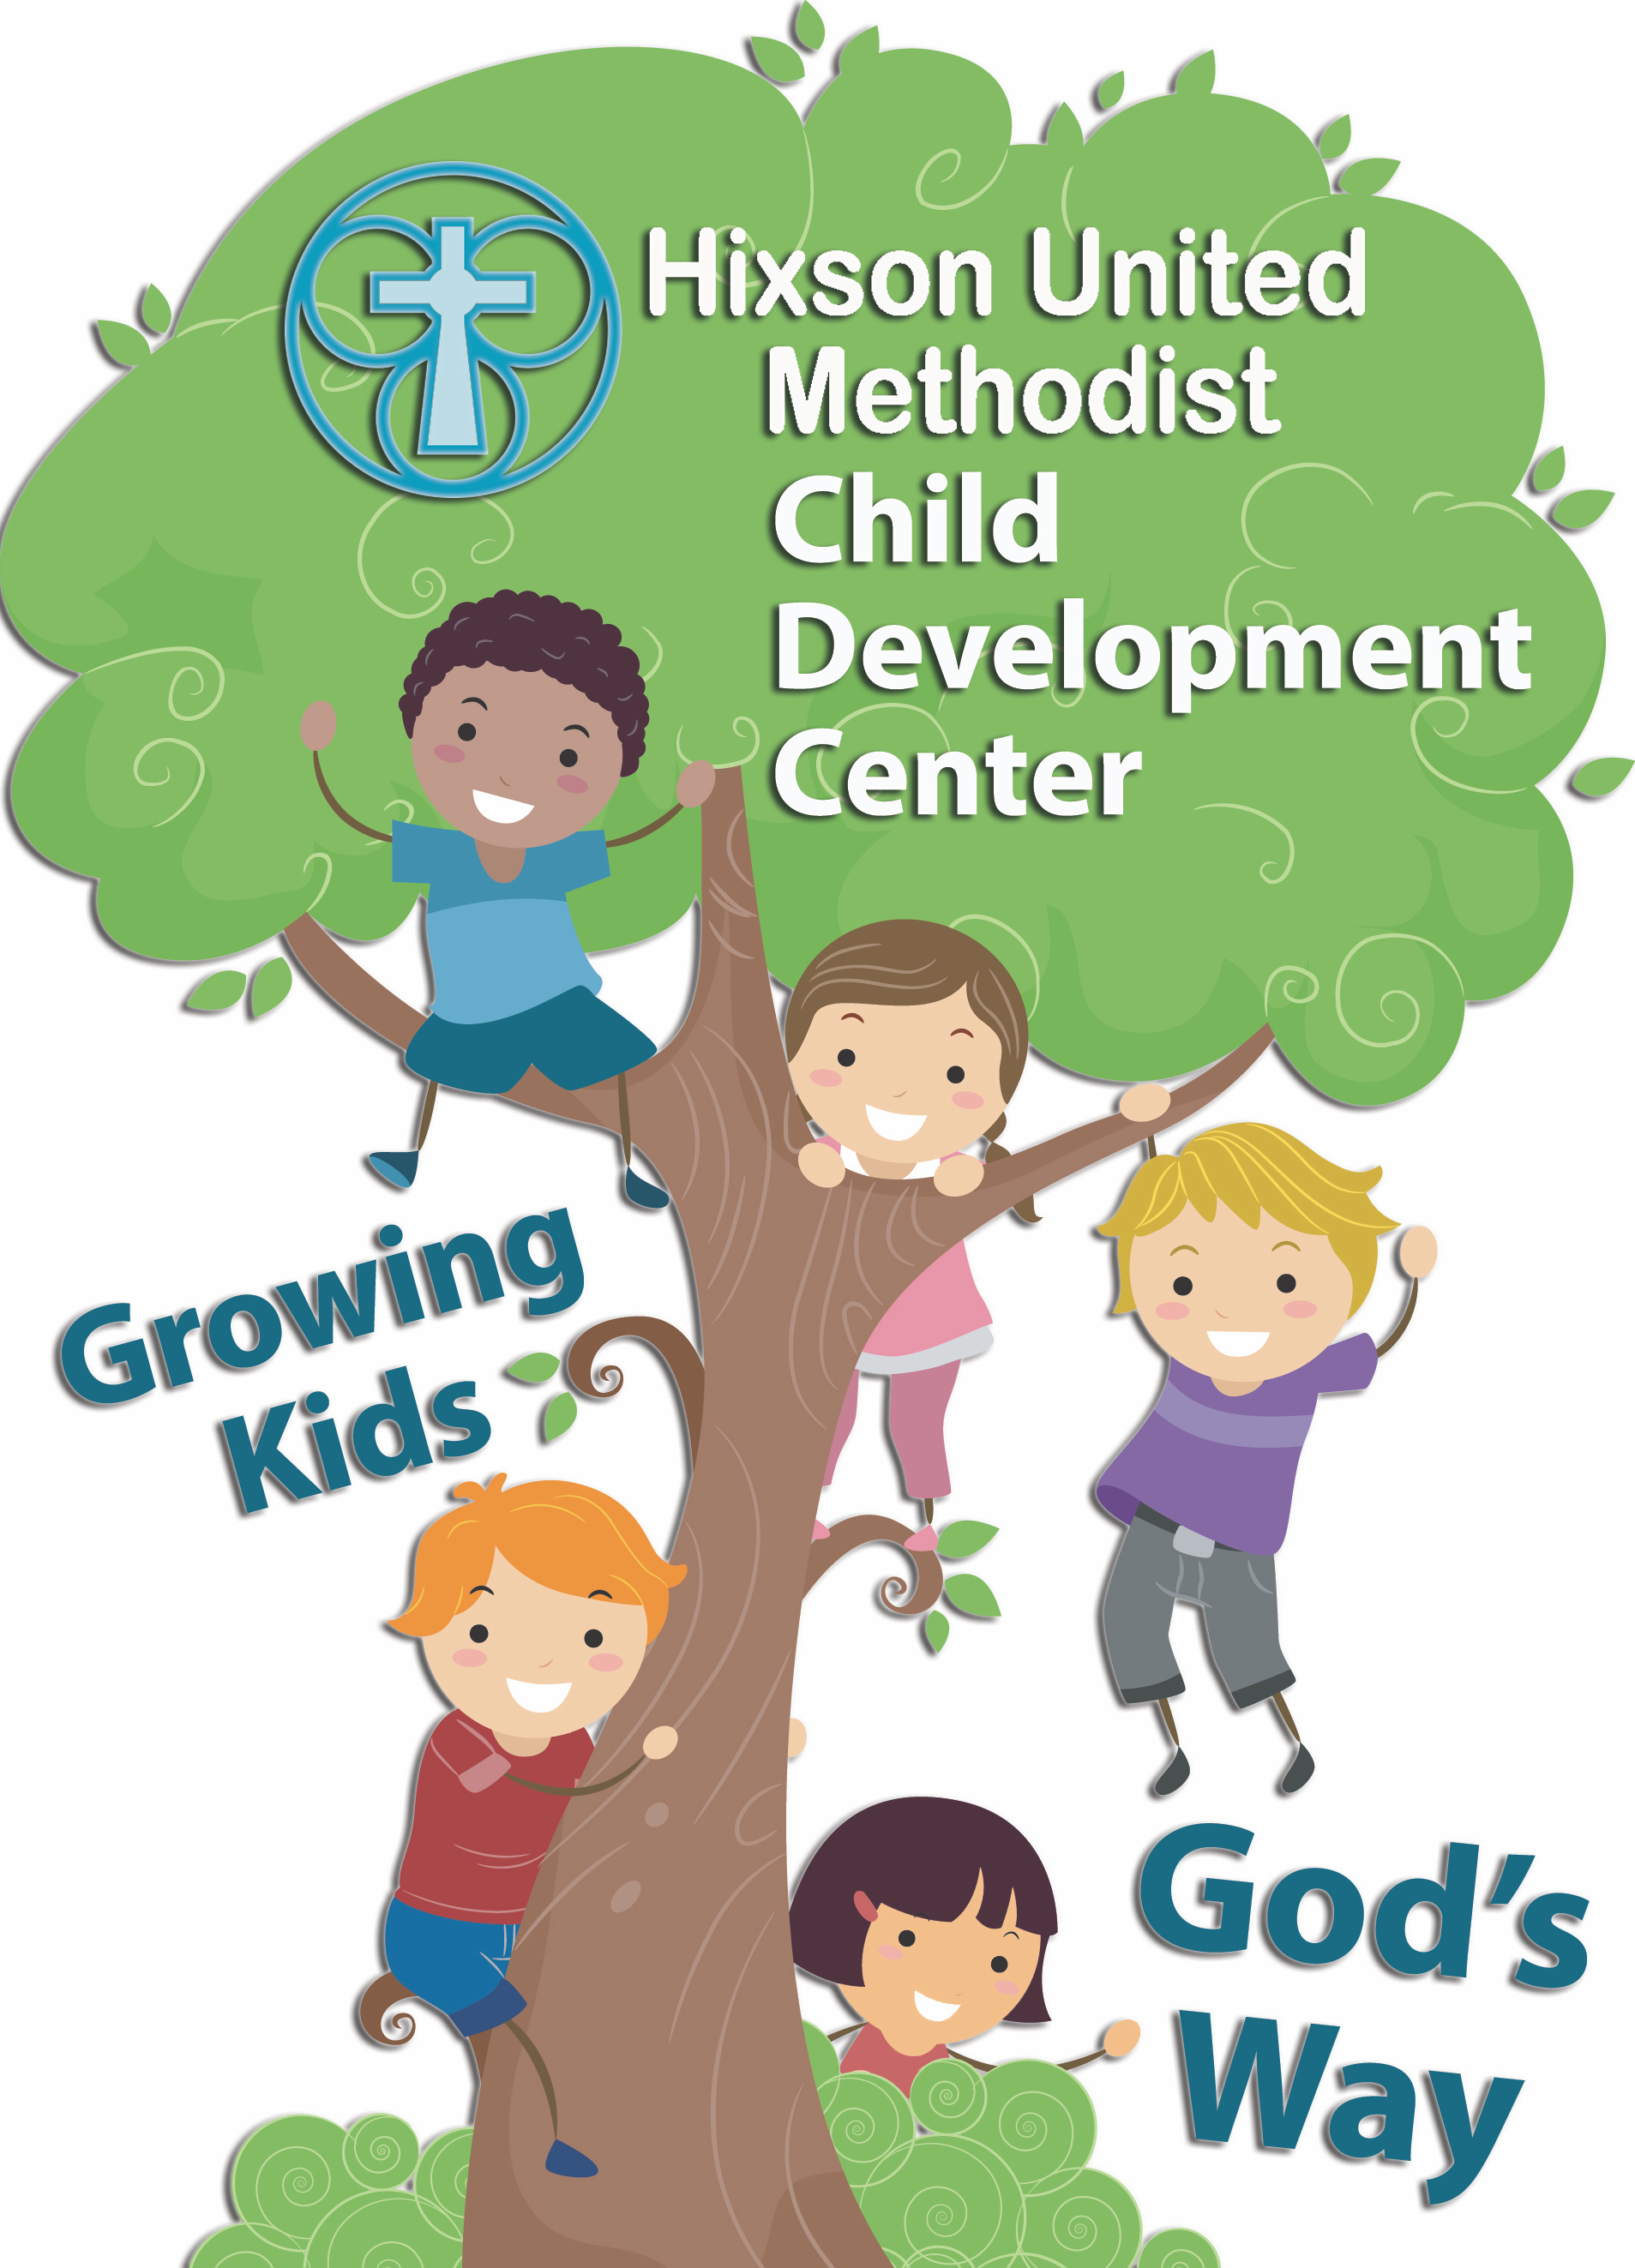 Hixson United
Methodist
Child
Development
Center
Growing
Kids
God's
Way